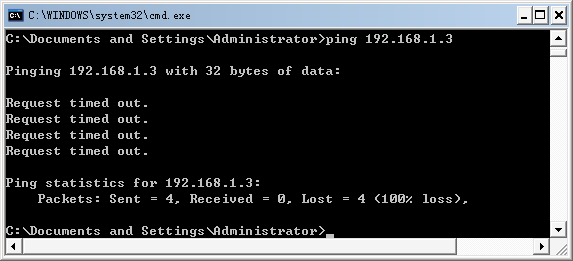 C:\WINDOWS\system32\cmd.exe
C:\Documents and Settings\Administrator>ping 192.168.1.3
Pinging 192.168.1.3 with 32 bytes of data:
Request timed out.
Request timed out.
Request timed out.
Request timed out.
Ping statistics for 192.168.1.3:
    Packets: Sent = 4, Received = 0, Lost = 4 (100% loss),
C:\Documents and Settings\Administrator>_